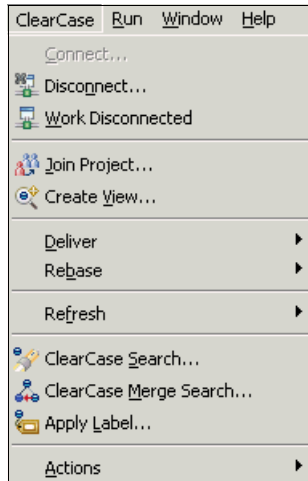 ClearCase Run Window Help
Connect...
Disconnect...
Work Disconnected
Join Project...
Create View...
Deliver
Rebase
Refresh
ClearCase Search...
ClearCase Merge Search...
Apply Label...
Actions